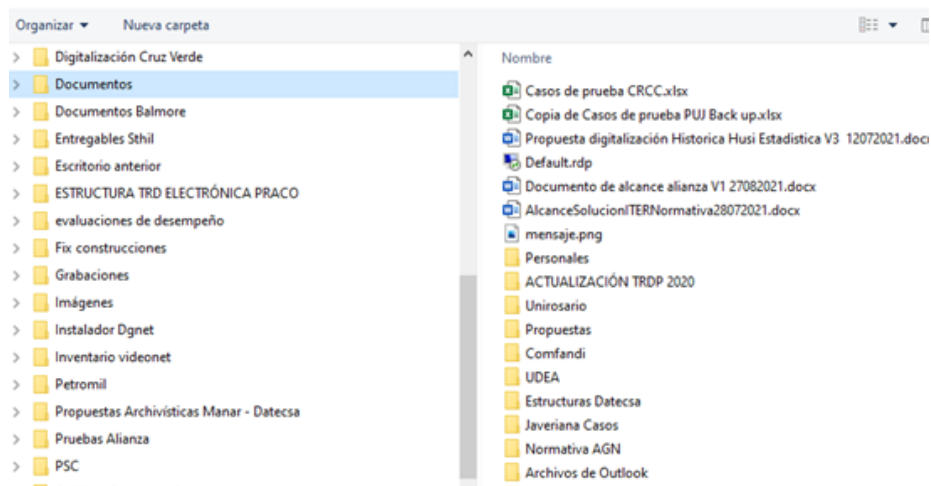 Organizar Nueva carpeta
Digitalización Cruz Verde
Documentos
Documentos Balmore
Entregables Sthil
Escritorio anterior
ESTRUCTURA TRD ELECTRÓNICA PRACO
evaluaciones de desempeño
Fix construcciones
Grabaciones
Imágenes
Instalador Dgnet
Inventario videonet
Petromil
Propuestas Archivísticas Manar - Datecsa
Pruebas Alianza
PSC
Nombre
Casos de prueba CRCC.xlsx
Copia de Casos de prueba PUJ Back up.xlsx
Propuesta digitalización Historica Husi Estadistica V3 12072021.docx
Default.rdp
Documento de alcance alianza V1 27082021.docx
AlcanceSolucionITERNormativa28072021.docx
mensaje.png
Personales
ACTUALIZACIÓN TRDP 2020
Unirosario
Propuestas
Comfandi
UDEA
Estructuras Datecsa
Javeriana Casos
Normativa AGN
Archivos de Outlook